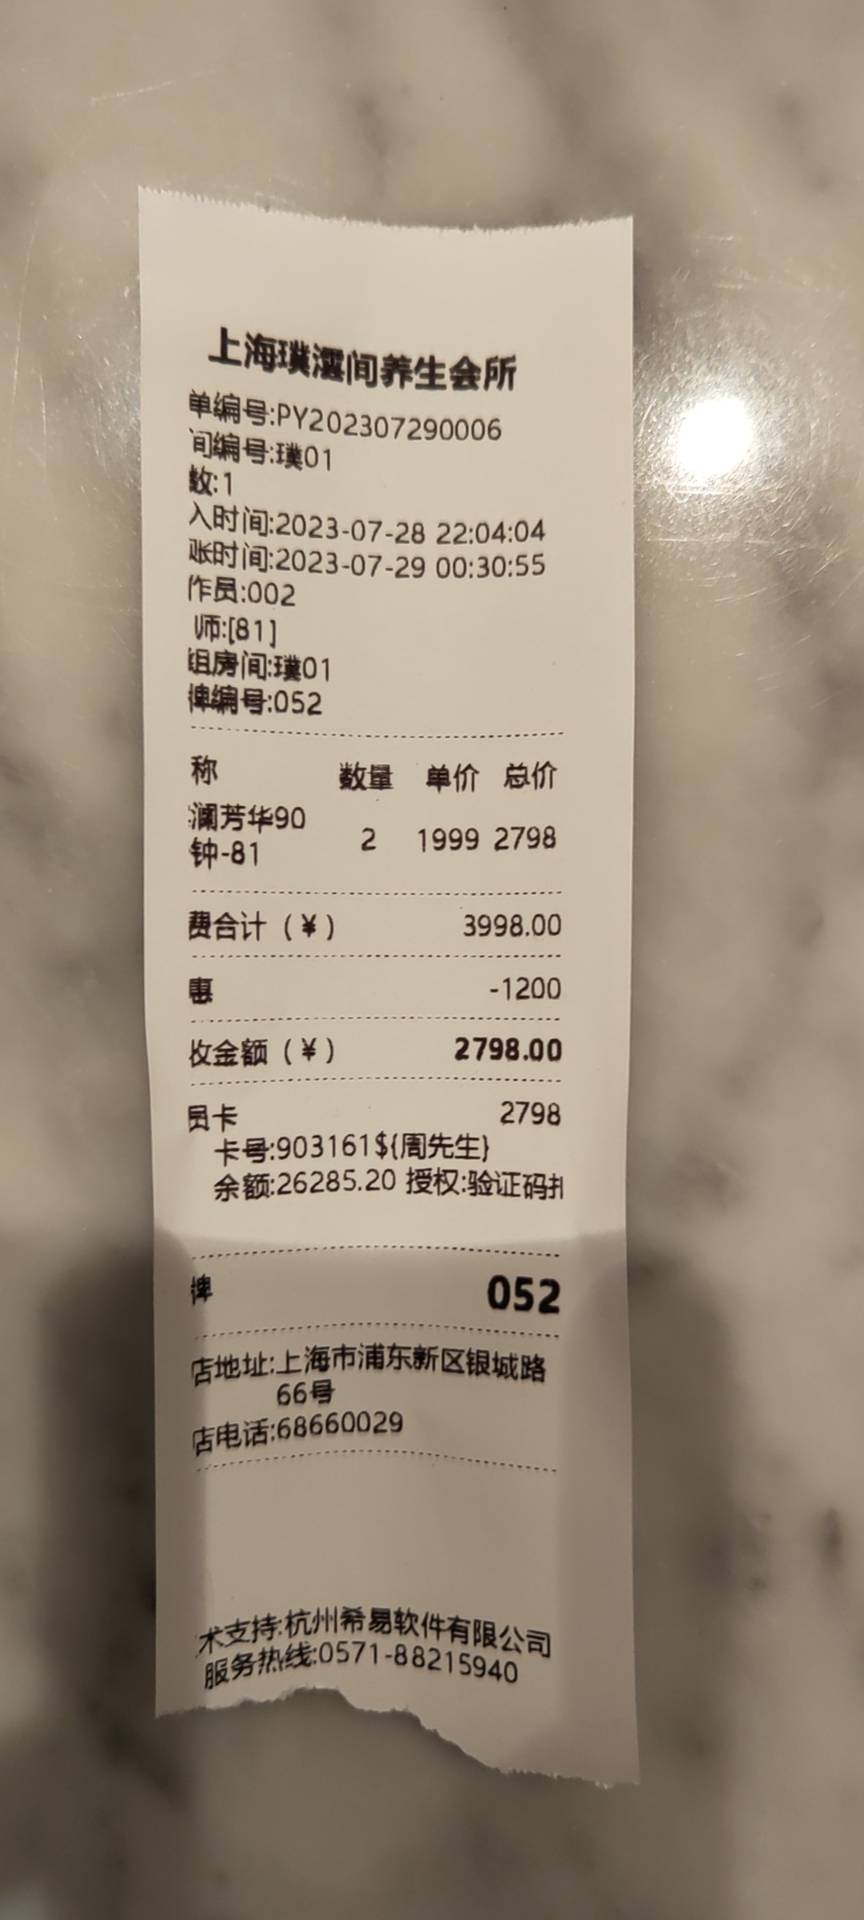 上海璞澐间养生会所
单编号:PY202307290006
间编号:璞01
数:1
入时间:2023-07-28 22:04:04
账时间:2023-07-29 00:30:55
作员:002
师:[81]
组房间:璞01
牌编号:052
称 数量 单价 总价
澜芳华90 2 1999 2798
钟-81
费合计（¥） 3998.00
惠 -1200
收金额（¥） 2798.00
员卡 2798
卡号:903161${周先生}
余额:26285.20 授权:验证码
牌 052
店地址:上海市浦东新区银城路
66号
店电话:68660029
术支持:杭州希易软件有限公司
服务热线:0571-88215940